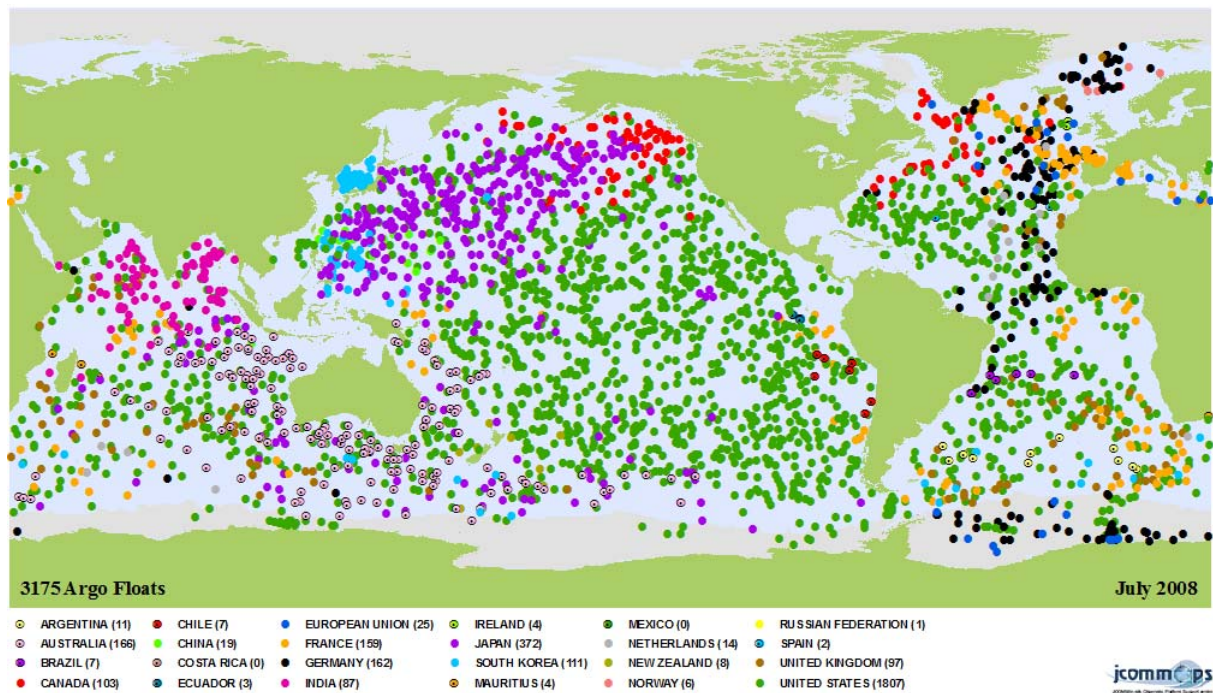 3175 Argo Floats
July 2008
ARGENTINA (11) CHILE (7) EUROPEAN UNION (25) IRELAND (4) MEXICO (0) RUSSIAN FEDERATION (1)
AUSTRALIA (166) CHINA (19) FRANCE (159) JAPAN (372) NETHERLANDS (14) SPAIN (2)
BRAZIL (7) COSTA RICA (0) GERMANY (162) SOUTH KOREA (111) NEW ZEALAND (8) UNITED KINGDOM (97)
CANADA (103) ECUADOR (3) INDIA (87) MAURITIUS (4) NORWAY (6) UNITED STATES (1807)
jcommops